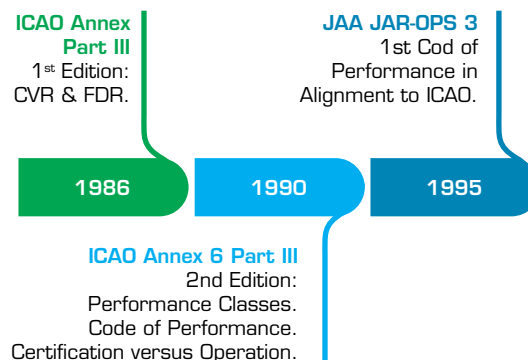 ICAO Annex
Part III
1st Edition:
CVR & FDR.
JAA JAR-OPS 3
1st Cod of
Performance in
Alignment to ICAO.
1986
1990
1995
ICAO Annex 6 Part III
2nd Edition:
Performance Classes.
Code of Performance.
Certification versus Operation.